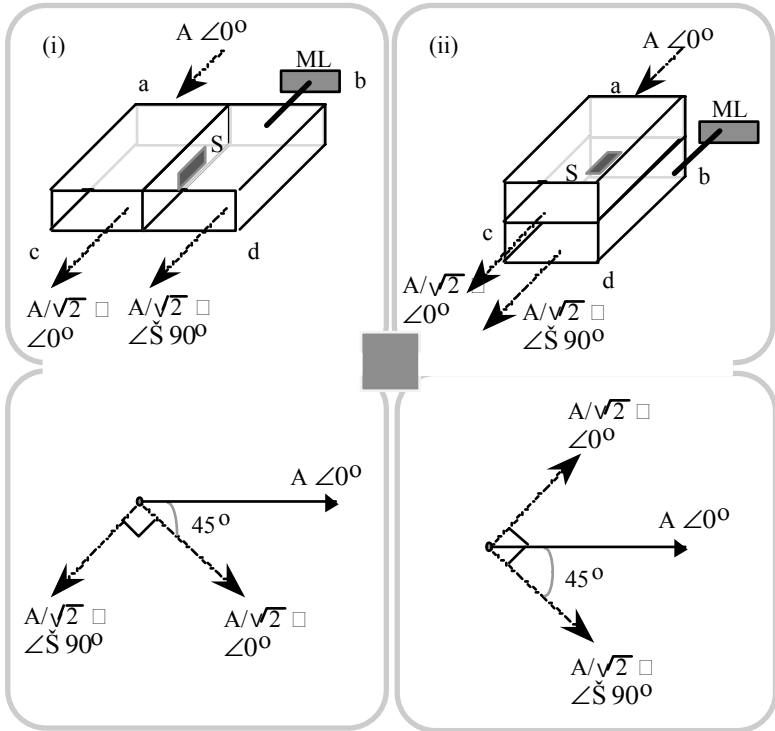 (i)
A ∠0º
ML
a
b
S
c
d
A/√2 □
∠0º
A/√2 □
∠Š 90º
(ii)
A ∠0º
a
ML
S
b
c
d
A/√2 □
∠0º
A/√2 □
∠Š 90º
A ∠0º
45º
A/√2 □
∠Š 90º
A/√2 □
∠0º
A/√2 □
∠0º
A ∠0º
45º
A/√2 □
∠Š 90º